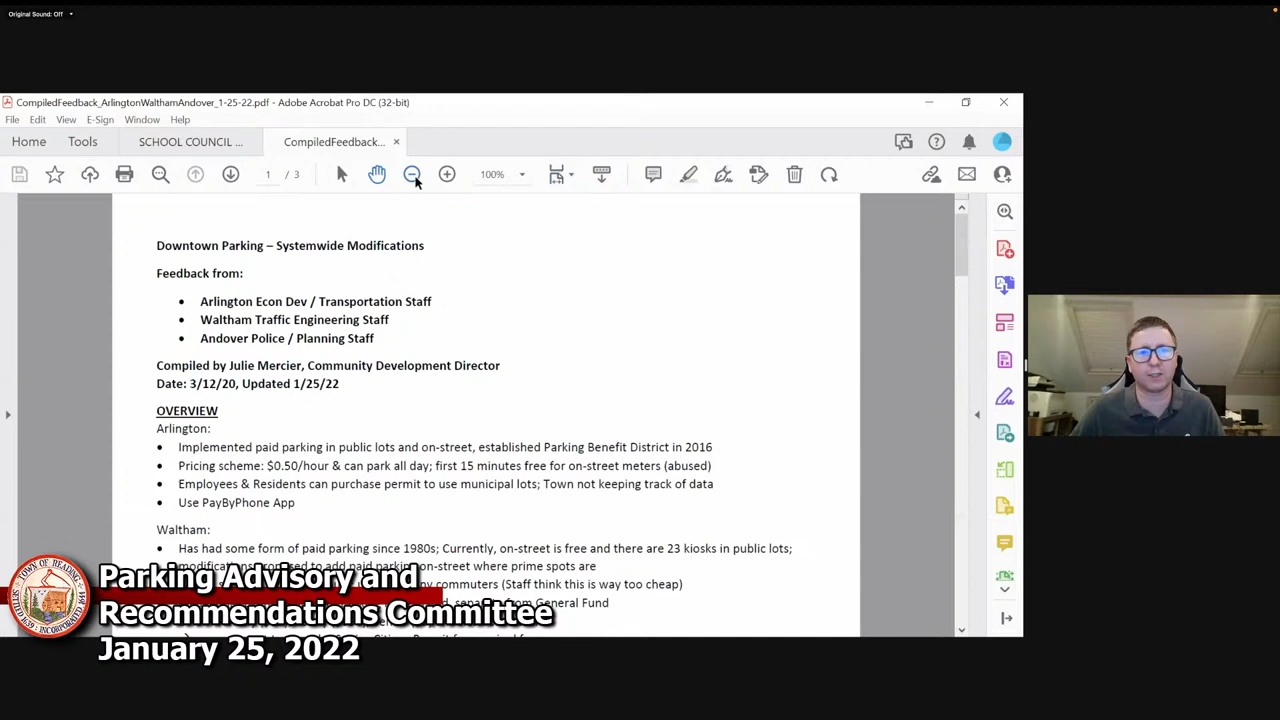 Original Sound: Off
CompiledFeedback_ArlingtonWalthamAndover_1-25-22.pdf - Adobe Acrobat Pro DC (32-bit)
File Edit View E-Sign Window Help
Home Tools SCHOOL COUNCIL ... CompiledFeedback... ×
1 / 3 100%
Downtown Parking – Systemwide Modifications
Feedback from:
• Arlington Econ Dev / Transportation Staff
• Waltham Traffic Engineering Staff
• Andover Police / Planning Staff
Compiled by Julie Mercier, Community Development Director
Date: 3/12/20, Updated 1/25/22
OVERVIEW
Arlington:
• Implemented paid parking in public lots and on-street, established Parking Benefit District in 2016
• Pricing scheme: $0.50/hour & can park all day; first 15 minutes free for on-street meters (abused)
• Employees & Residents can purchase permit to use municipal lots; Town not keeping track of data
• Use PayByPhone App
Waltham:
• Has had some form of paid parking since 1980s; Currently, on-street is free and there are 23 kiosks in public lots;
to add paid parking on-street where prime spots are
commuters (Staff think this is way too cheap)
from General Fund
TOWN OF READING
Parking Advisory and
Recommendations Committee
January 25, 2022